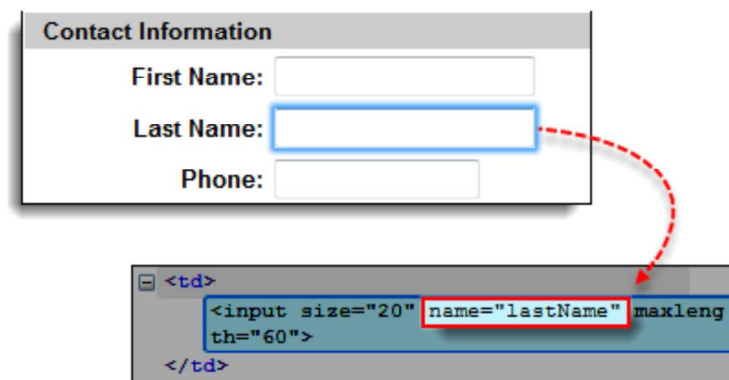 Contact Information
First Name:
Last Name:
Phone:
<td>
<input size="20" name="lastName" maxleng
th="60">
</td>